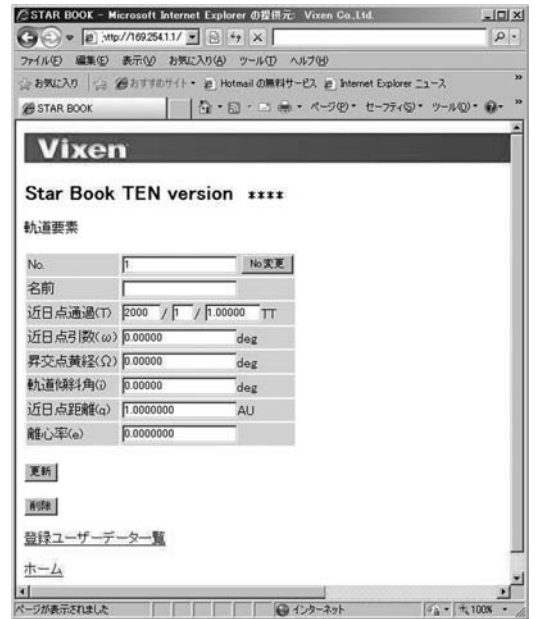 STAR BOOK - Microsoft Internet Explorer の提供元: Vixen Co.,Ltd.
http://169.254.1.1/
ファイル(F) 編集(E) 表示(V) お気に入り(A) ツール(T) ヘルプ(H)
お気に入り おすすめサイト Hotmail の無料サービス Internet Explorer ニュース »
STAR BOOK ページ(P) セーフティ(S) ツール(O) »
Vixen
Star Book TEN version ****
軌道要素
No. 1 No変更
名前
近日点通過(T) 2000 / 1 / 1.00000 TT
近日点引数(ω) 0.00000 deg
昇交点黄経(Ω) 0.00000 deg
軌道傾斜角(i) 0.00000 deg
近日点距離(q) 1.0000000 AU
離心率(e) 0.0000000
更新
削除
登録ユーザーデータ一覧
ホーム
ページが表示されました インターネット 100%